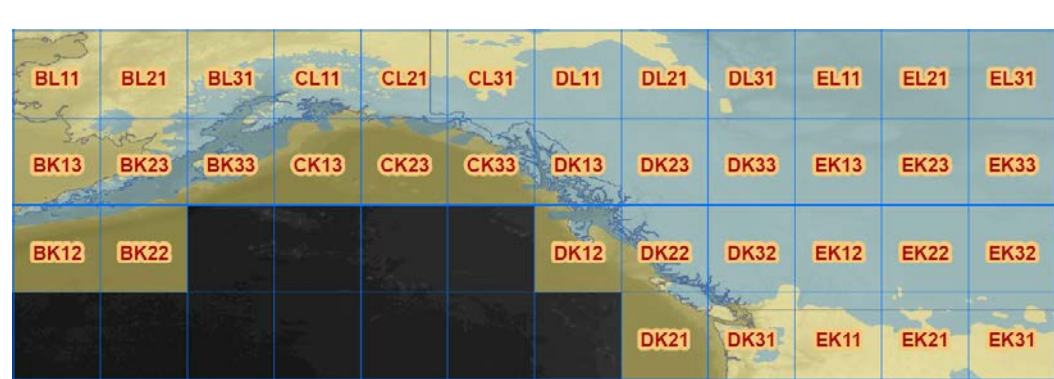 BL11 BL21 BL31 CL11 CL21 CL31 DL11 DL21 DL31 EL11 EL21 EL31
BK13 BK23 BK33 CK13 CK23 CK33 DK13 DK23 DK33 EK13 EK23 EK33
BK12 BK22 DK12 DK22 DK32 EK12 EK22 EK32
DK21 DK31 EK11 EK21 EK31